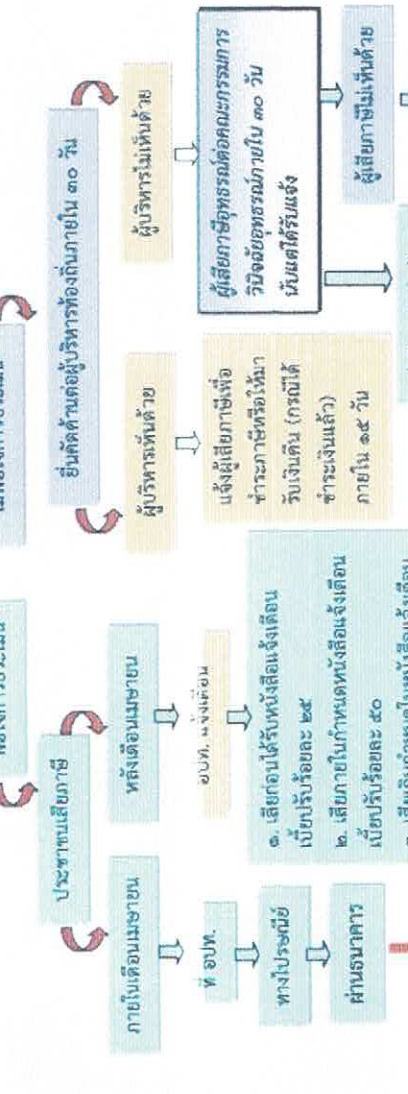 ประชาชนเสียภาษี
ภายในเดือนเมษายน
ที่ อปท.
ทางไปรษณีย์
ผ่านธนาคาร
หลังเดือนเมษายน
อปท. แจ้งเตือน
๑. เสียก่อนได้รับหนังสือแจ้งเตือน
เบี้ยปรับร้อยละ ๒๕
๒. เสียภายในกำหนดหนังสือแจ้งเตือน
เบี้ยปรับร้อยละ ๕๐
ยื่นคัดค้านต่อผู้บริหารท้องถิ่นภายใน ๓๐ วัน
ผู้บริหารเห็นด้วย
แจ้งผู้เสียภาษีเพื่อ
ชำระภาษีหรือให้มา
รับเงินคืน (กรณีได้
ชำระเงินแล้ว)
ภายใน ๑๕ วัน
ผู้บริหารไม่เห็นด้วย
ผู้เสียภาษีอุทธรณ์ต่อคณะกรรมการ
วินิจฉัยอุทธรณ์ภายใน ๓๐ วัน
นับแต่ได้รับแจ้ง
ผู้เสียภาษีไม่เห็นด้วย